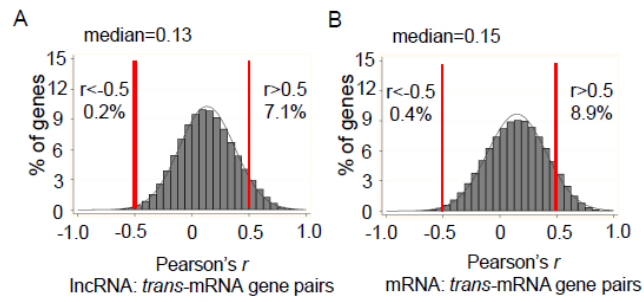 A
median=0.13
% of genes
15
12
9
6
3
0
r<-0.5
0.2%
r>0.5
7.1%
-1.0 -0.5 0 0.5 1.0
Pearson's r
lncRNA: trans-mRNA gene pairs
B
median=0.15
% of genes
15
12
9
6
3
0
r<-0.5
0.4%
r>0.5
8.9%
-1.0 -0.5 0 0.5 1.0
Pearson's r
mRNA: trans-mRNA gene pairs